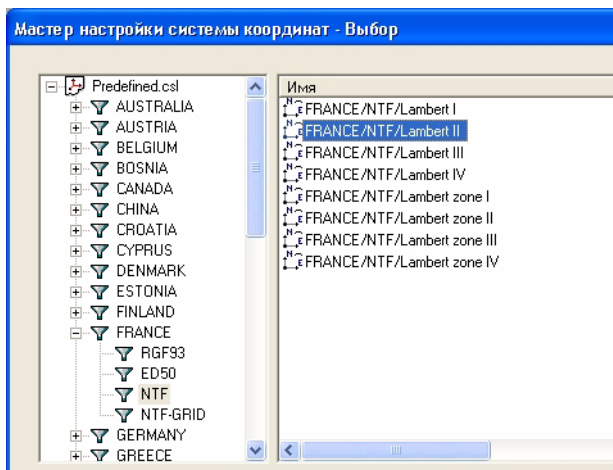 Мастер настройки системы координат - Выбор
Predefined.csl
AUSTRALIA
AUSTRIA
BELGIUM
BOSNIA
CANADA
CHINA
CROATIA
CYPRUS
DENMARK
ESTONIA
FINLAND
FRANCE
RGF93
ED50
NTF
NTF-GRID
GERMANY
GREECE
Имя
FRANCE/NTF/Lambert I
FRANCE/NTF/Lambert II
FRANCE/NTF/Lambert III
FRANCE/NTF/Lambert IV
FRANCE/NTF/Lambert zone I
FRANCE/NTF/Lambert zone II
FRANCE/NTF/Lambert zone III
FRANCE/NTF/Lambert zone IV